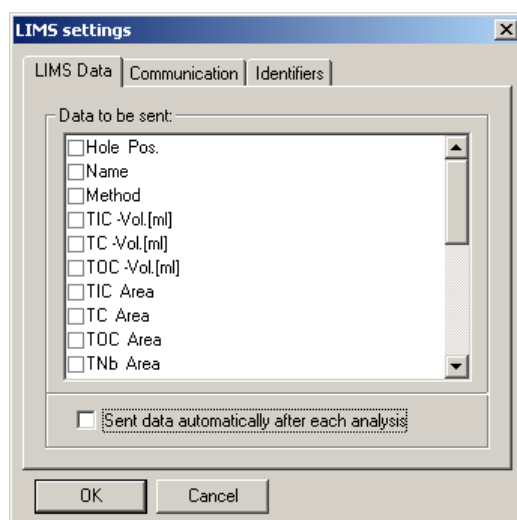 LIMS settings
LIMS Data Communication Identifiers
Data to be sent:
Hole Pos.
Name
Method
TIC -Vol.[ml]
TC -Vol.[ml]
TOC -Vol.[ml]
TIC Area
TC Area
TOC Area
TNb Area
Sent data automatically after each analysis
OK Cancel